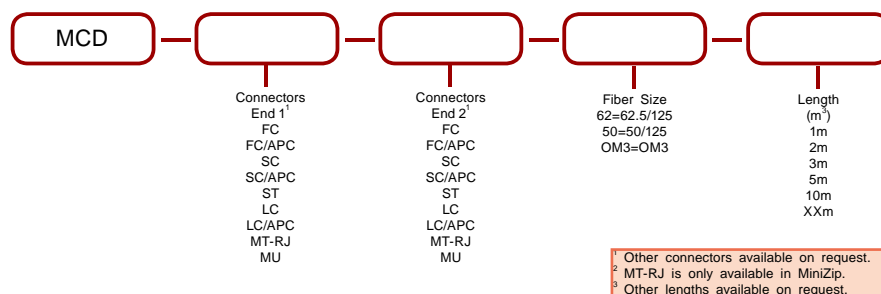 MCD
Connectors
End 1¹
FC
FC/APC
SC
SC/APC
ST
LC
LC/APC
MT-RJ
MU
Connectors
End 2¹
FC
FC/APC
SC
SC/APC
ST
LC
LC/APC
MT-RJ
MU
Fiber Size
62=62.5/125
50=50/125
OM3=OM3
Length
(m³)
1m
2m
3m
5m
10m
XXm
¹ Other connectors available on request.
² MT-RJ is only available in MiniZip.
³ Other lengths available on request.